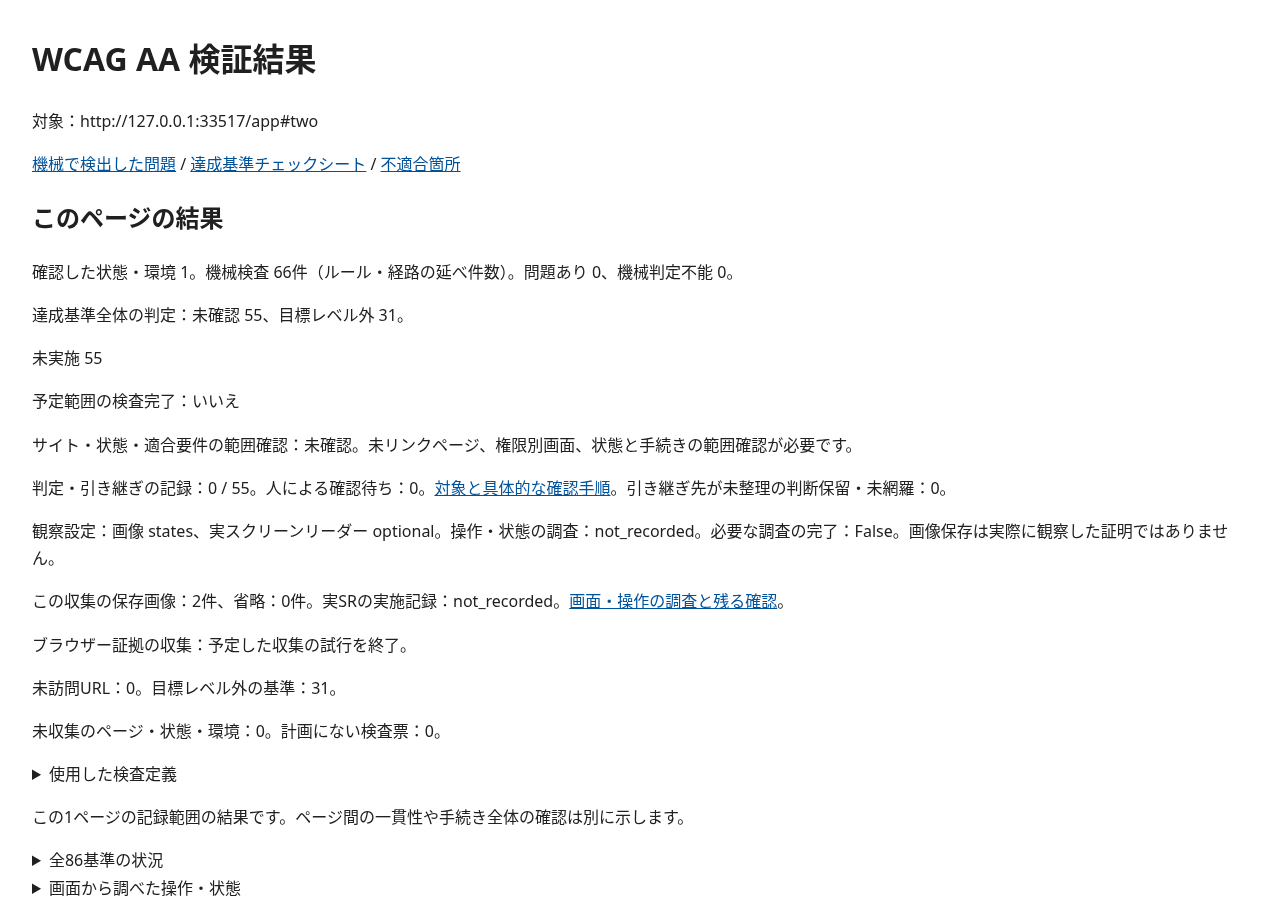 WCAG AA 検証結果
対象：http://127.0.0.1:33517/app#two
機械で検出した問題 / 達成基準チェックシート / 不適合箇所
このページの結果
確認した状態・環境 1。機械検査 66件（ルール・経路の延べ件数）。問題あり 0、機械判定不能 0。
達成基準全体の判定：未確認 55、目標レベル外 31。
未実施 55
予定範囲の検査完了：いいえ
サイト・状態・適合要件の範囲確認：未確認。未リンクページ、権限別画面、状態と手続きの範囲確認が必要です。
判定・引き継ぎの記録：0 / 55。人による確認待ち：0。対象と具体的な確認手順。引き継ぎ先が未整理の判断保留・未網羅：0。
観察設定：画像 states、実スクリーンリーダー optional。操作・状態の調査：not_recorded。必要な調査の完了：False。画像保存は実際に観察した証明ではありませ
ん。
この収集の保存画像：2件、省略：0件。実SRの実施記録：not_recorded。画面・操作の調査と残る確認。
ブラウザー証拠の収集：予定した収集の試行を終了。
未訪問URL：0。目標レベル外の基準：31。
未収集のページ・状態・環境：0。計画にない検査票：0。
▶ 使用した検査定義
この1ページの記録範囲の結果です。ページ間の一貫性や手続き全体の確認は別に示します。
▶ 全86基準の状況
▶ 画面から調べた操作・状態